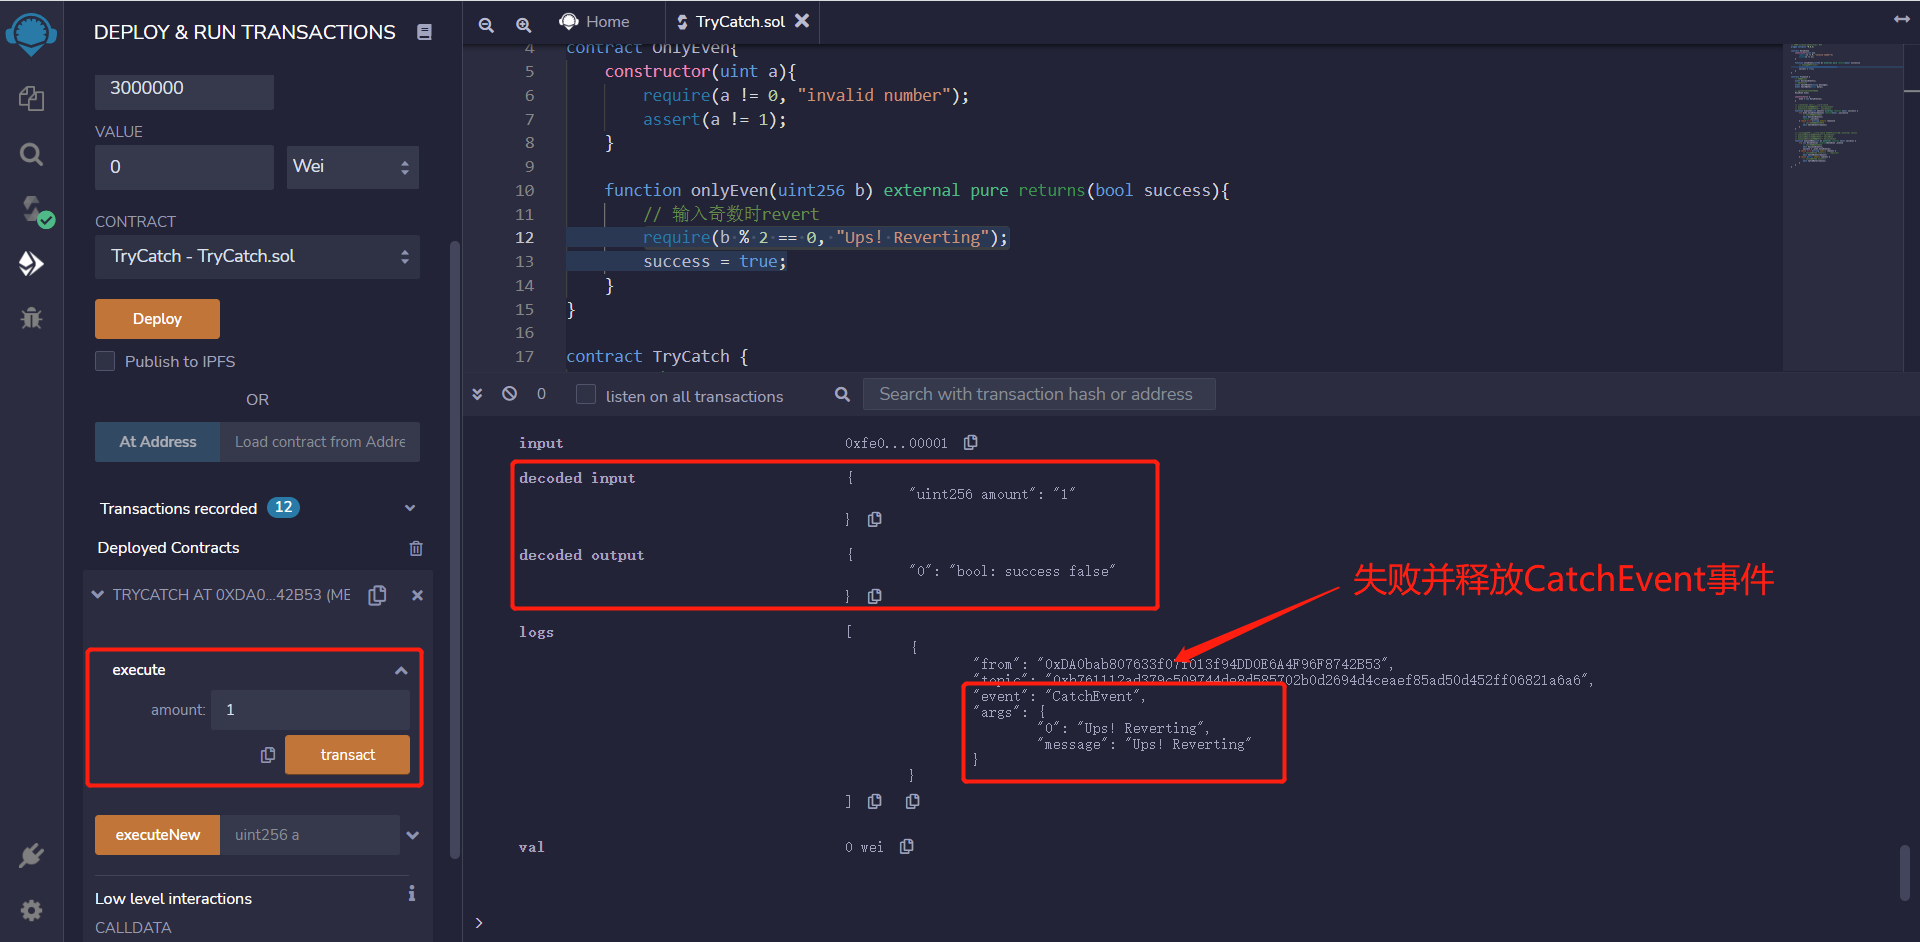 DEPLOY & RUN TRANSACTIONS
3000000
VALUE
0
Wei
CONTRACT
TryCatch - TryCatch.sol
Deploy
Publish to IPFS
OR
At Address
Load contract from Addre
Transactions recorded 12
Deployed Contracts
TRYCATCH AT 0XDA0...42B53 (ME
execute
amount: 1
transact
executeNew
uint256 a
Low level interactions
CALLDATA
Home
TryCatch.sol
4 contract OnlyEven{
5 constructor(uint a){
6 require(a != 0, "invalid number");
7 assert(a != 1);
8 }
9
10 function onlyEven(uint256 b) external pure returns(bool success){
11 // 输入奇数时revert
12 require(b % 2 == 0, "Ups! Reverting");
13 success = true;
14 }
15 }
16
17 contract TryCatch {
0
listen on all transactions
Search with transaction hash or address
input 0xfe0...00001
decoded input {
"uint256 amount": "1"
}
decoded output {
"0": "bool: success false"
}
失败并释放CatchEvent事件
logs [
{
"from": "0xDA0bab807633f07f013f94DD0E6A4F96F8742B53",
"topic": "0xb761112ad379c509744de8d585702b0d2694d4ceaef85ad50d452ff06821a6a6",
"event": "CatchEvent",
"args": {
"0": "Ups! Reverting",
"message": "Ups! Reverting"
}
}
]
val 0 wei
>